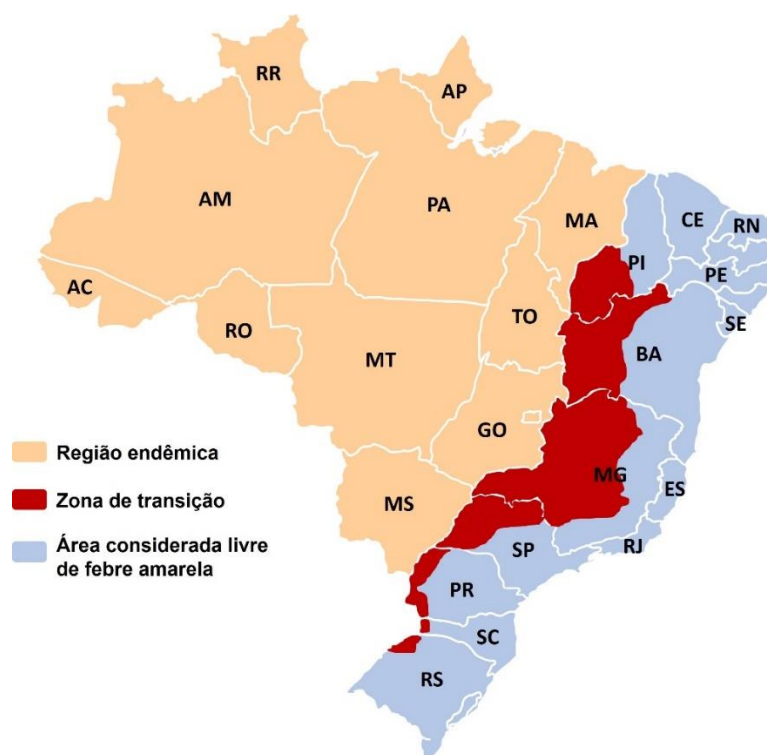 RR
AP
AM
PA
MA
CE
RN
PI
PE
AC
TO
SE
RO
BA
MT
GO
Região endêmica
MG
ES
Zona de transição
MS
SP
RJ
Área considerada livre
de febre amarela
PR
SC
RS